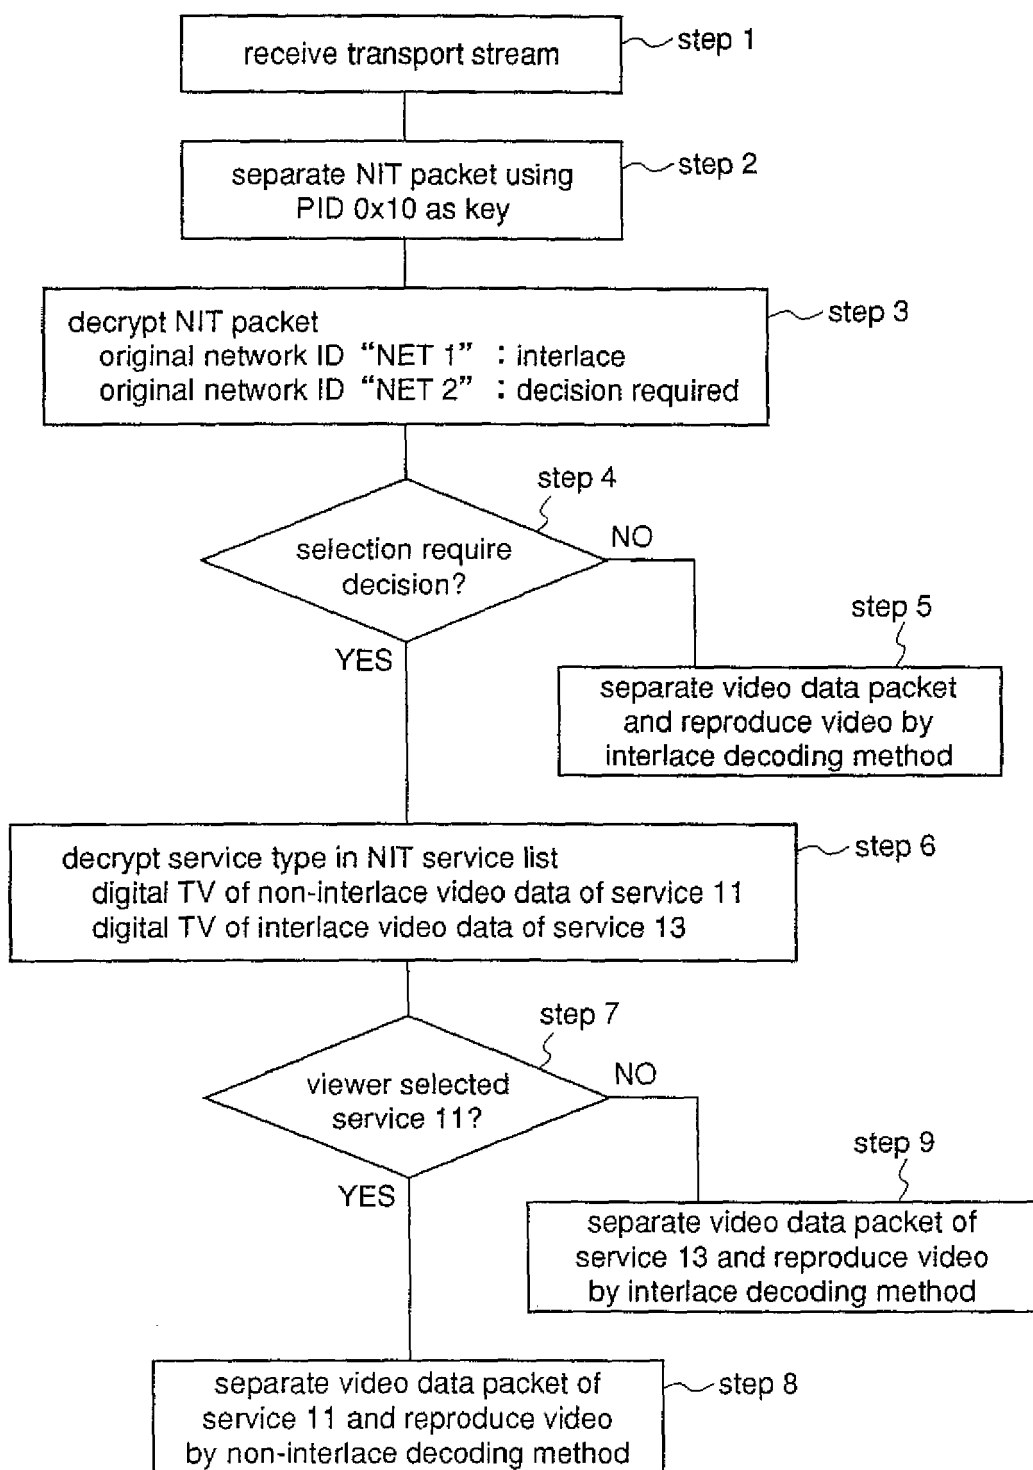 receive transport stream
step 1
separate NIT packet using
PID 0x10 as key
step 2
decrypt NIT packet
original network ID “NET 1” : interlace
original network ID “NET 2” : decision required
step 3
selection require
decision?
step 4
NO
YES
step 5
separate video data packet
and reproduce video by
interlace decoding method
decrypt service type in NIT service list
digital TV of non-interlace video data of service 11
digital TV of interlace video data of service 13
step 6
viewer selected
service 11?
step 7
NO
YES
step 9
separate video data packet of
service 13 and reproduce video
by interlace decoding method
separate video data packet of
service 11 and reproduce video
by non-interlace decoding method
step 8